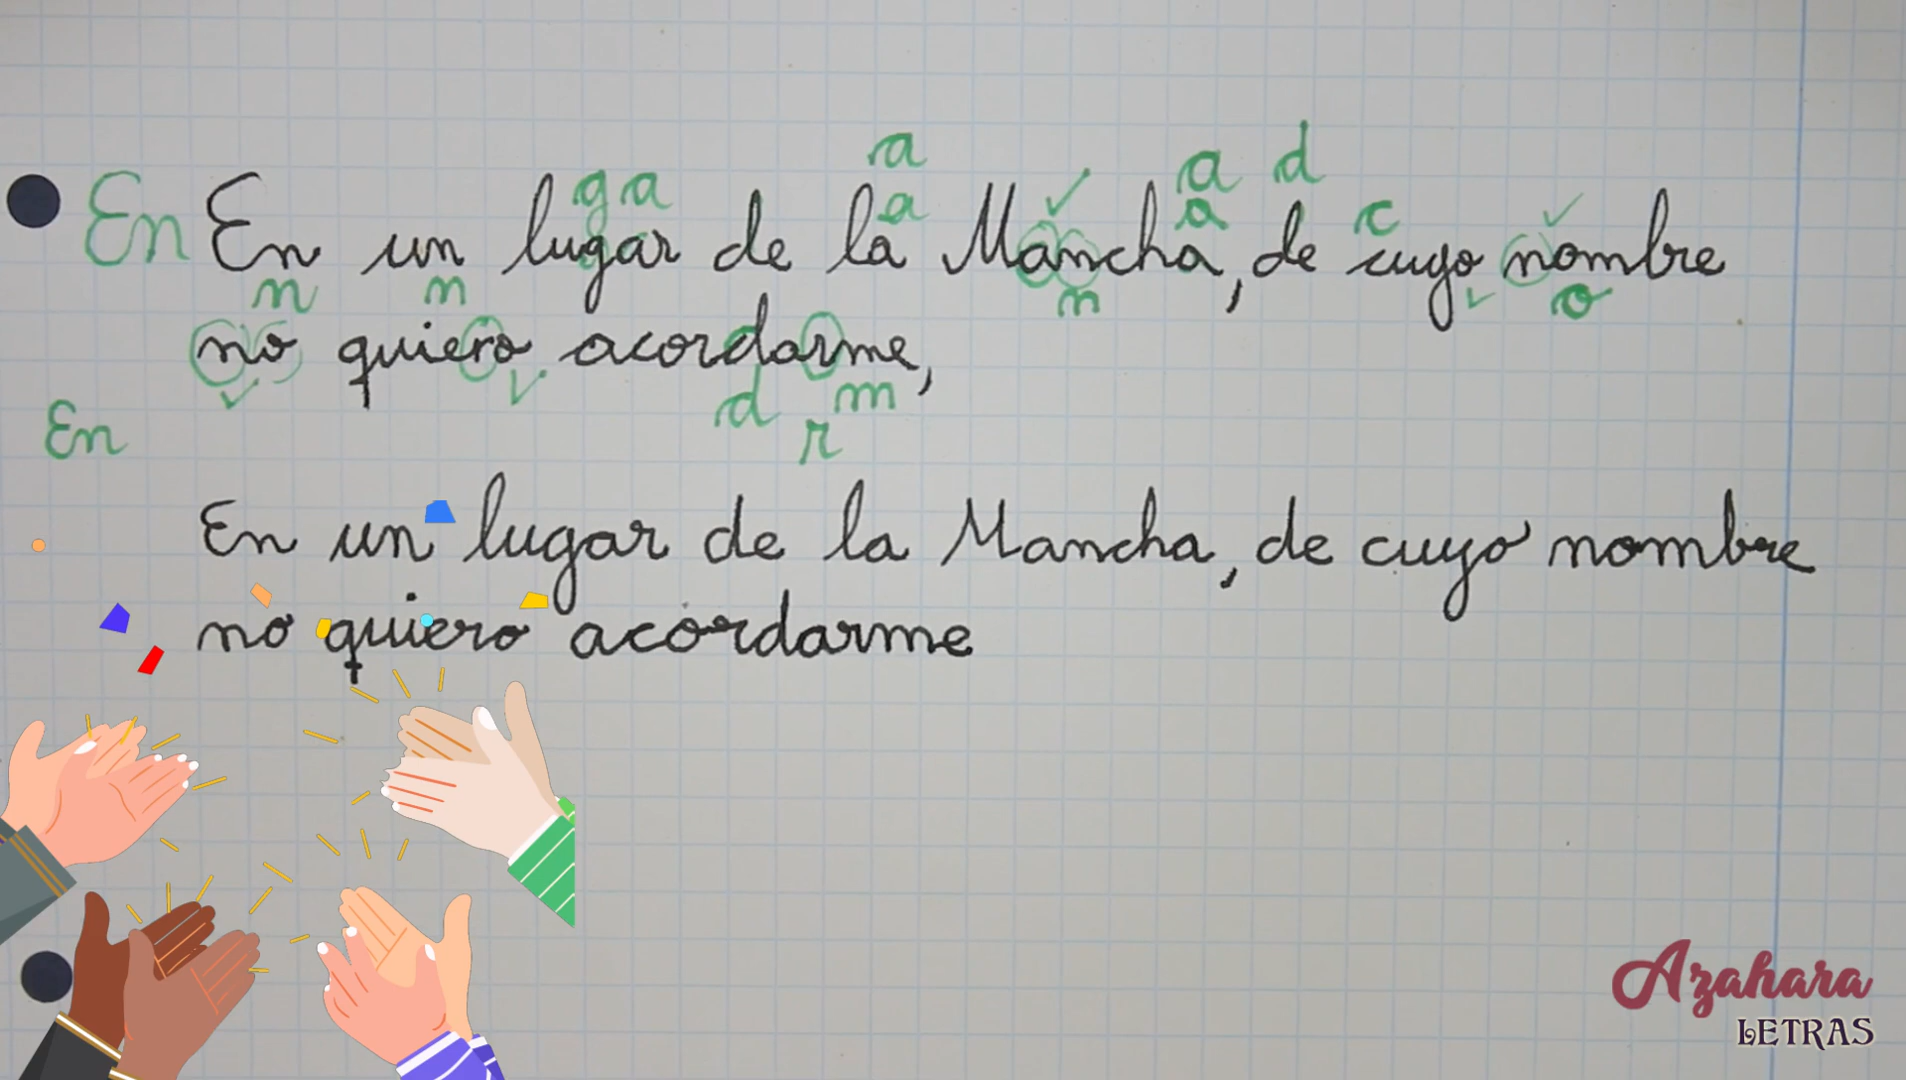 a
ga a a d
En En un lugar de la Mancha, de cuyo nombre
c
n n n o
no quiero acordarme,
d m
r
En
En un lugar de la Mancha, de cuyo nombre
no quiero acordarme
Azahara
LETRAS